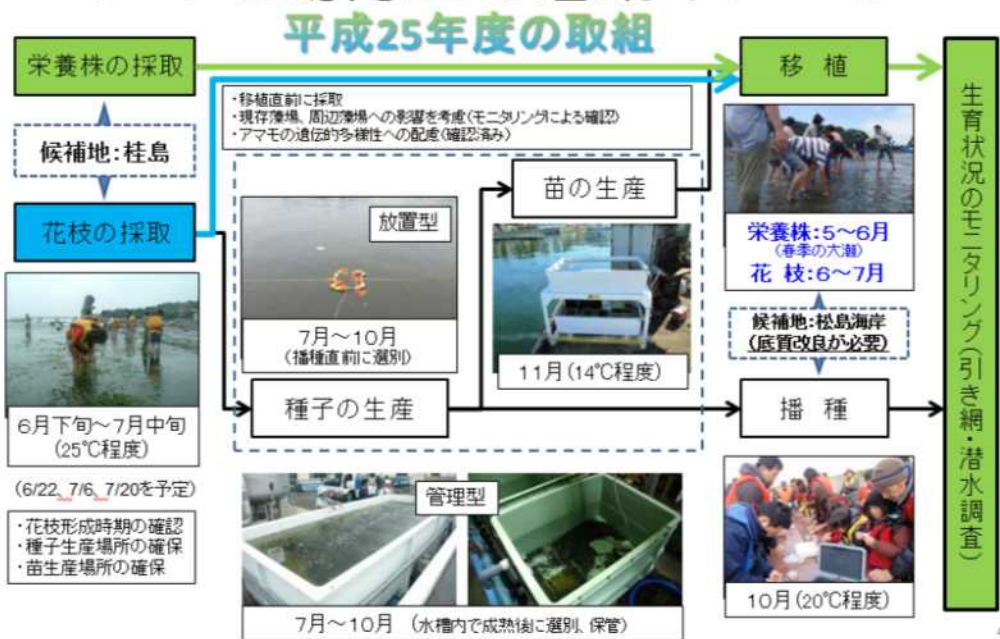 平成25年度の取組
栄養株の採取
移 植
・移植直前に採取
・現存藻場、周辺藻場への影響を考慮(モニタリングによる確認)
・アマモの遺伝的多様性への配慮(確認済み)
候補地:桂島
花枝の採取
苗の生産
放置型
7月～10月
(播種直前に選別)
11月(14℃程度)
栄養株:5～6月
(春季の大潮)
花 枝:6～7月
候補地:松島海岸
(底質改良が必要)
種子の生産
播 種
6月下旬～7月中旬
(25℃程度)
(6/22、7/6、7/20を予定)
・花枝形成時期の確認
・種子生産場所の確保
・苗生産場所の確保
管理型
7月～10月 (水槽内で成熟後に選別、保管)
10月(20℃程度)
生育状況のモニタリング(引き網・潜水調査)